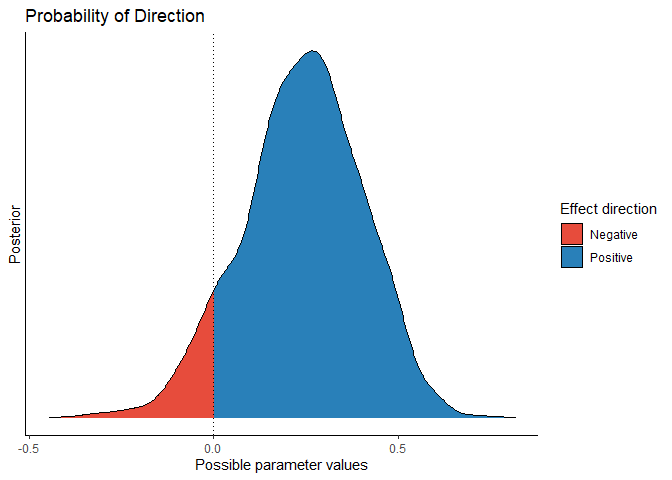 Probability of Direction
Posterior
-0.5
0.0
0.5
Possible parameter values
Effect direction
Negative
Positive